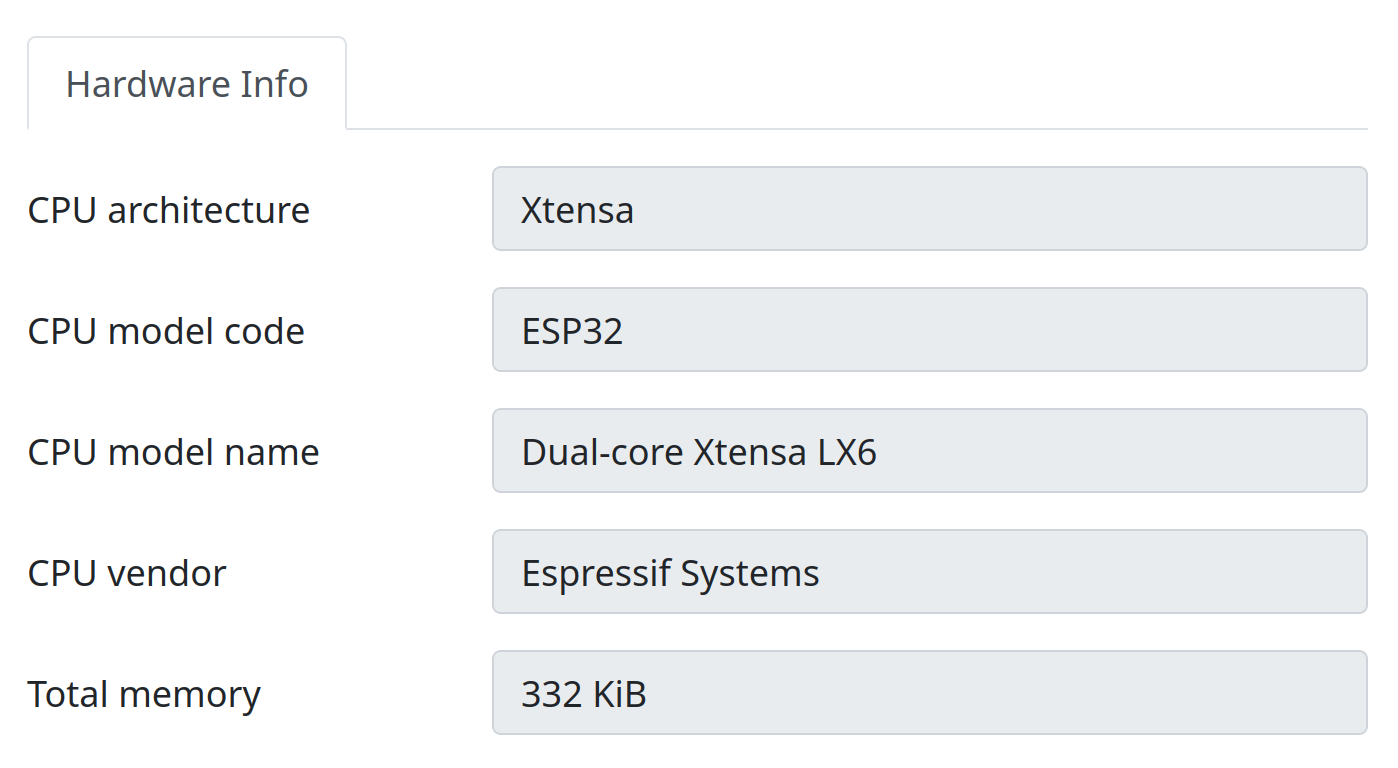 Hardware Info
CPU architecture Xtensa
CPU model code ESP32
CPU model name Dual-core Xtensa LX6
CPU vendor Espressif Systems
Total memory 332 KiB